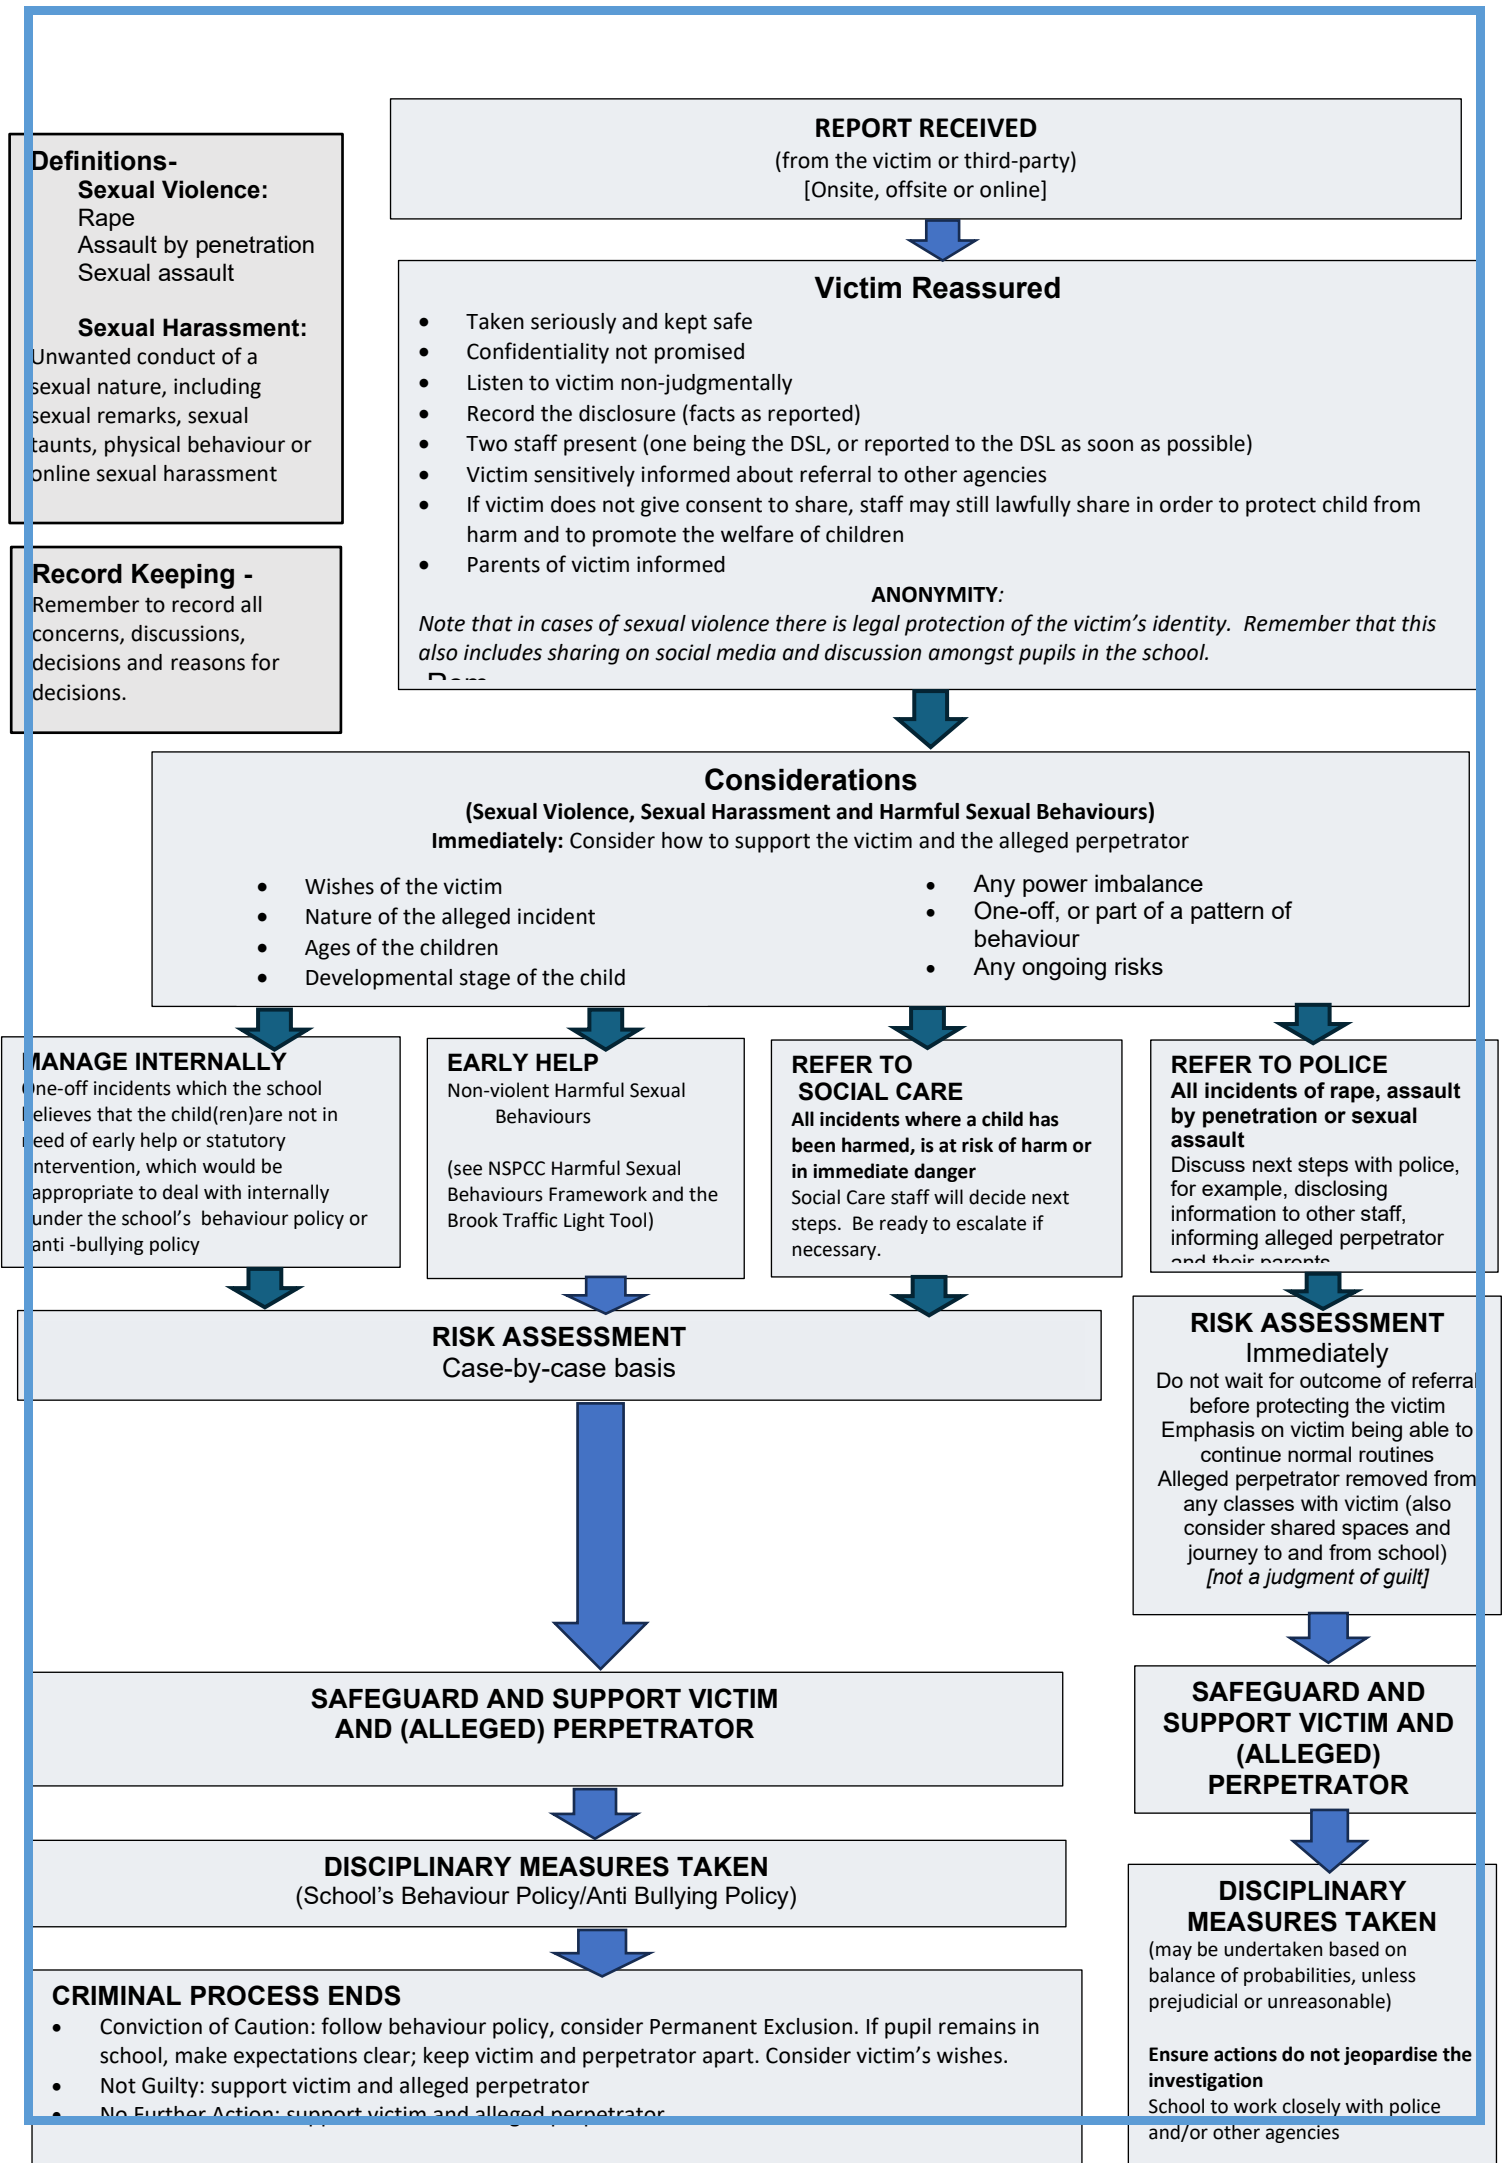 REPORT RECEIVED
(from the victim or third-party)
[Onsite, offsite or online]
Definitions-
Sexual Violence:
Rape
Assault by penetration
Sexual assault
Sexual Harassment:
Unwanted conduct of a
sexual nature, including
sexual remarks, sexual
taunts, physical behaviour or
online sexual harassment
Record Keeping -
Remember to record all
concerns, discussions,
decisions and reasons for
decisions.
Victim Reassured
• Taken seriously and kept safe
• Confidentiality not promised
• Listen to victim non-judgmentally
• Record the disclosure (facts as reported)
• Two staff present (one being the DSL, or reported to the DSL as soon as possible)
• Victim sensitively informed about referral to other agencies
• If victim does not give consent to share, staff may still lawfully share in order to protect child from
harm and to promote the welfare of children
• Parents of victim informed
ANONYMITY:
Note that in cases of sexual violence there is legal protection of the victim's identity. Remember that this
also includes sharing on social media and discussion amongst pupils in the school.
Considerations
(Sexual Violence, Sexual Harassment and Harmful Sexual Behaviours)
Immediately: Consider how to support the victim and the alleged perpetrator
• Wishes of the victim
• Nature of the alleged incident
• Ages of the children
• Developmental stage of the child
• Any power imbalance
• One-off, or part of a pattern of
behaviour
• Any ongoing risks
MANAGE INTERNALLY
One-off incidents which the school
believes that the child(ren)are not in
need of early help or statutory
intervention, which would be
appropriate to deal with internally
under the school's behaviour policy or
anti -bullying policy
EARLY HELP
Non-violent Harmful Sexual
Behaviours
(see NSPCC Harmful Sexual
Behaviours Framework and the
Brook Traffic Light Tool)
REFER TO
SOCIAL CARE
All incidents where a child has
been harmed, is at risk of harm or
in immediate danger
Social Care staff will decide next
steps. Be ready to escalate if
necessary.
REFER TO POLICE
All incidents of rape, assault
by penetration or sexual
assault
Discuss next steps with police,
for example, disclosing
information to other staff,
informing alleged perpetrator
and their parents
RISK ASSESSMENT
Case-by-case basis
RISK ASSESSMENT
Immediately
Do not wait for outcome of referral
before protecting the victim
Emphasis on victim being able to
continue normal routines
Alleged perpetrator removed from
any classes with victim (also
consider shared spaces and
journey to and from school)
[not a judgment of guilt]
SAFEGUARD AND SUPPORT VICTIM
AND (ALLEGED) PERPETRATOR
SAFEGUARD AND
SUPPORT VICTIM AND
(ALLEGED)
PERPETRATOR
DISCIPLINARY MEASURES TAKEN
(School's Behaviour Policy/Anti Bullying Policy)
DISCIPLINARY
MEASURES TAKEN
(may be undertaken based on
balance of probabilities, unless
prejudicial or unreasonable)
Ensure actions do not jeopardise the
investigation
School to work closely with police
and/or other agencies
CRIMINAL PROCESS ENDS
• Conviction of Caution: follow behaviour policy, consider Permanent Exclusion. If pupil remains in
school, make expectations clear; keep victim and perpetrator apart. Consider victim's wishes.
• Not Guilty: support victim and alleged perpetrator
• No Further Action: support victim and alleged perpetrator